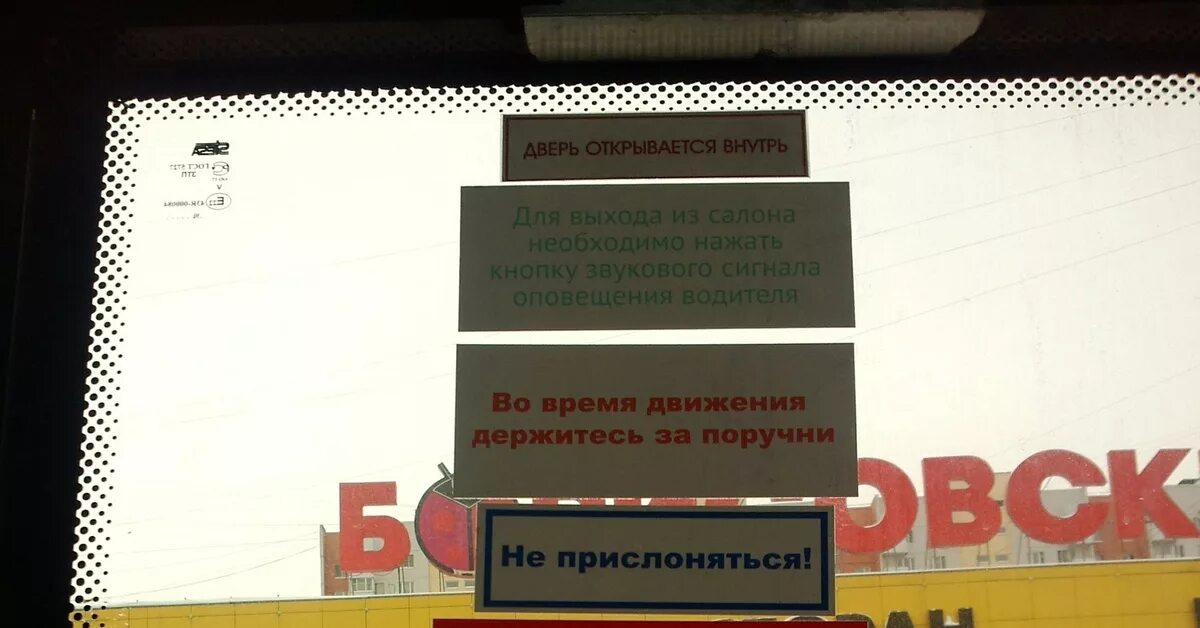 ДВЕРЬ ОТКРЫВАЕТСЯ ВНУТРЬ
Для выхода из салона
необходимо нажать
кнопку звукового сигнала
оповещения водителя
Во время движения
держитесь за поручни
Не прислоняться!